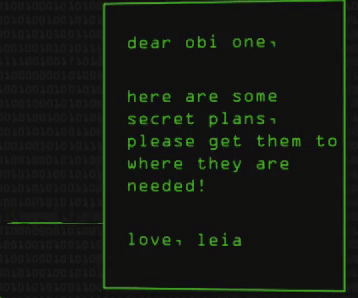 dear obi one,
here are some
secret plans,
please get them to
where they are
needed!
love, leia